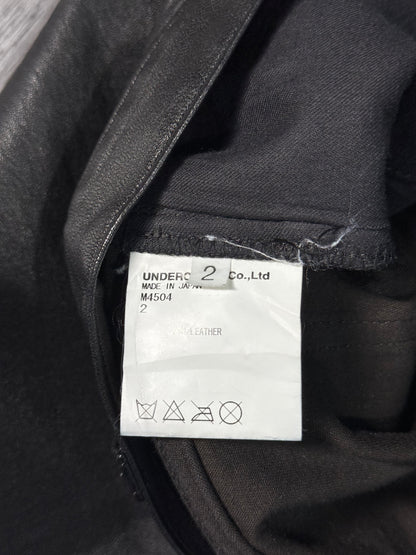 2
UNDERC Co.,Ltd
MADE IN JAPAN
M4504
2
LEATHER